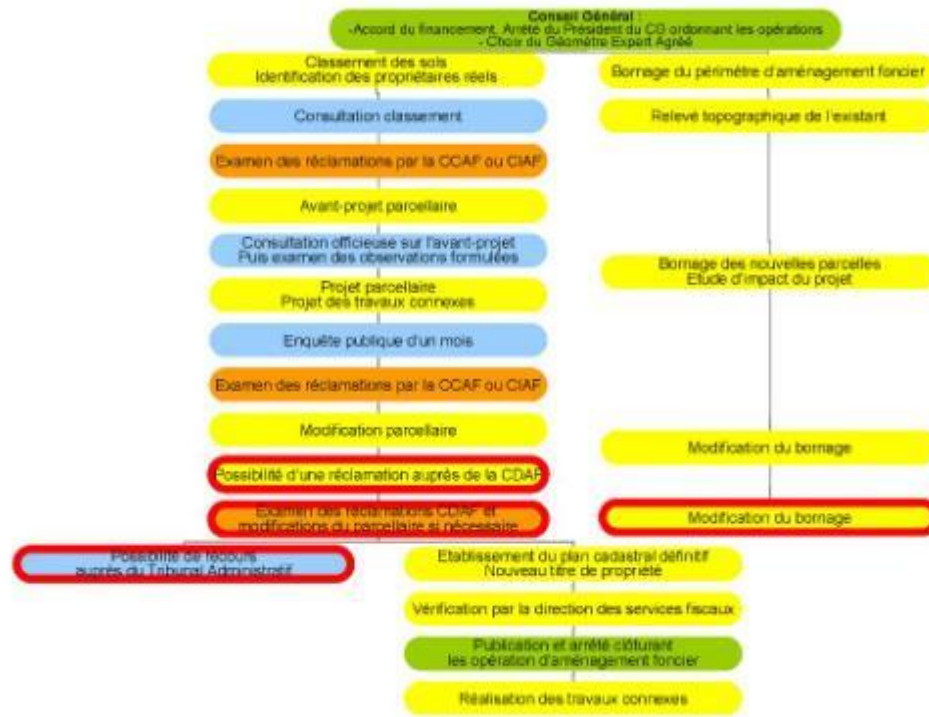 Conseil Général :
-Accord du financement, Arrêté du Président du CG ordonnant les opérations
- Choix du Géomètre Expert Agréé
Classement des sols
Identification des propriétaires réels
Consultation classement
Examen des réclamations par la CCAF ou CIAF
Avant-projet parcellaire
Consultation officieuse sur l'avant-projet
Puis examen des observations formulées
Projet parcellaire
Projet des travaux connexes
Enquête publique d'un mois
Examen des réclamations par la CCAF ou CIAF
Modification parcellaire
Possibilité d'une réclamation auprès de la CDAF
Examen des réclamations CDAF et
modifications du parcellaire si nécessaire
Bornage du périmètre d'aménagement foncier
Relevé topographique de l'existant
Bornage des nouvelles parcelles
Etude d'impact du projet
Modification du bornage
Modification du bornage
Possibilité de recours
auprès du Tribunal Administratif
Etablissement du plan cadastral définitif
Nouveau titre de propriété
Vérification par la direction des services fiscaux
Publication et arrêté clôturant
les opération d'aménagement foncier
Réalisation des travaux connexes